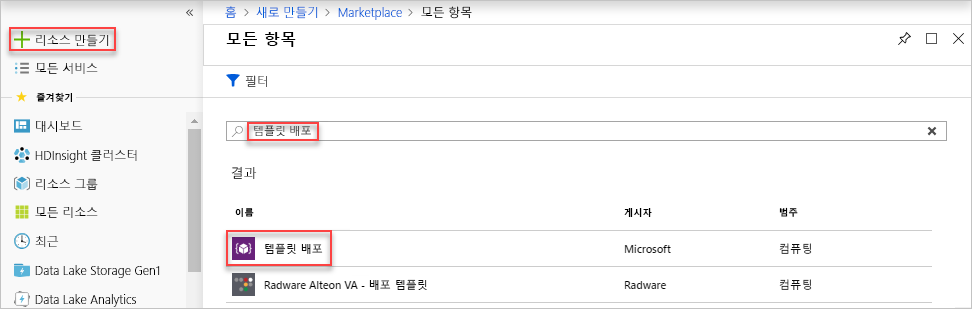 «
+ 리소스 만들기
모든 서비스
즐겨찾기
대시보드
HDInsight 클러스터
리소스 그룹
모든 리소스
최근
Data Lake Storage Gen1
Data Lake Analytics
홈 > 새로 만들기 > Marketplace > 모든 항목
모든 항목
필터
템플릿 배포
결과
이름 게시자 범주
템플릿 배포 Microsoft 컴퓨팅
Radware Alteon VA - 배포 템플릿 Radware 컴퓨팅